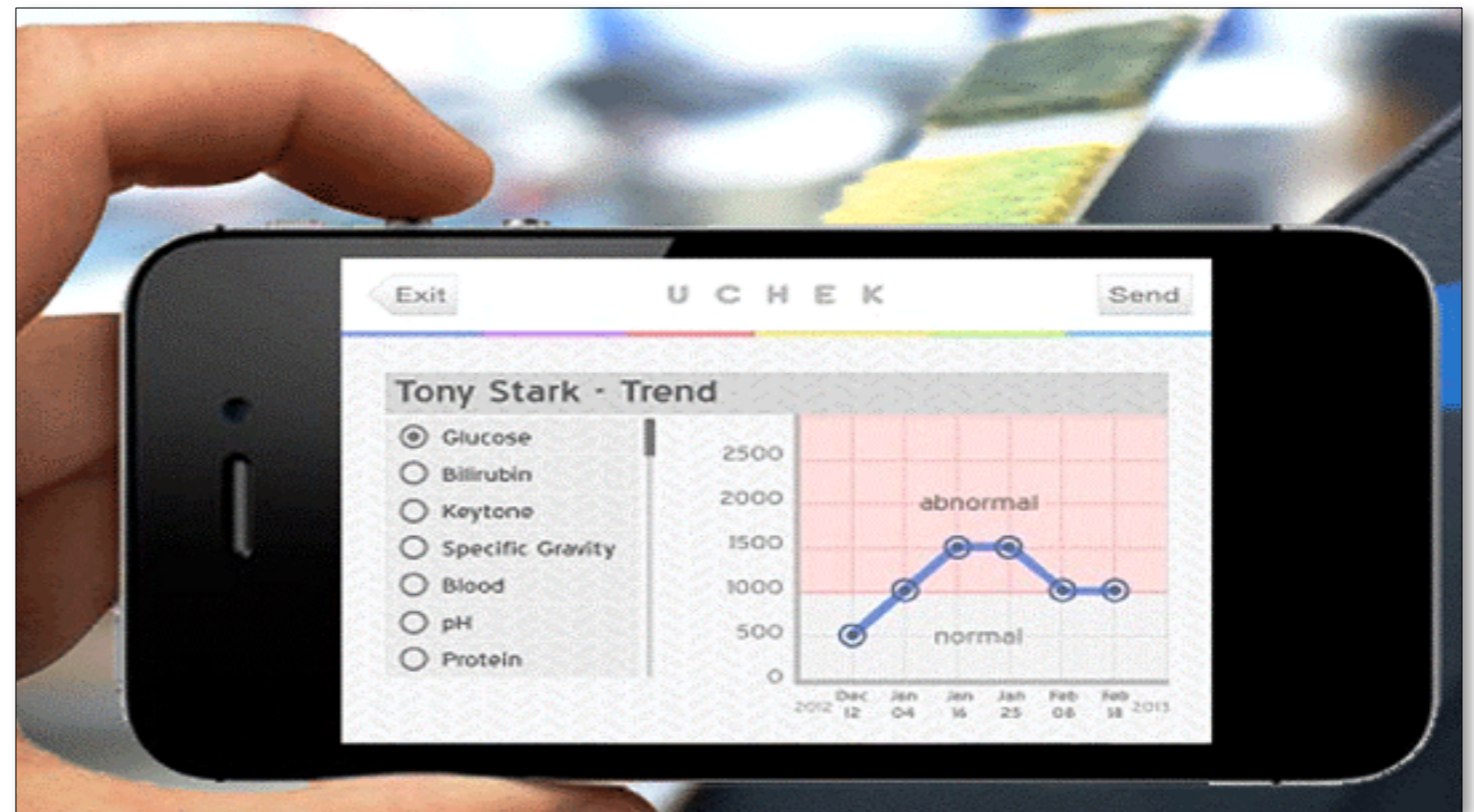 Exit
U C H E K
Send
Tony Stark - Trend
Glucose
Bilirubin
Keytone
Specific Gravity
Blood
pH
Protein
2500
2000
1500
1000
500
0
abnormal
normal
2012
Dec 12
Jan 04
Jan 16
Jan 25
Feb 08
Feb 18
2013